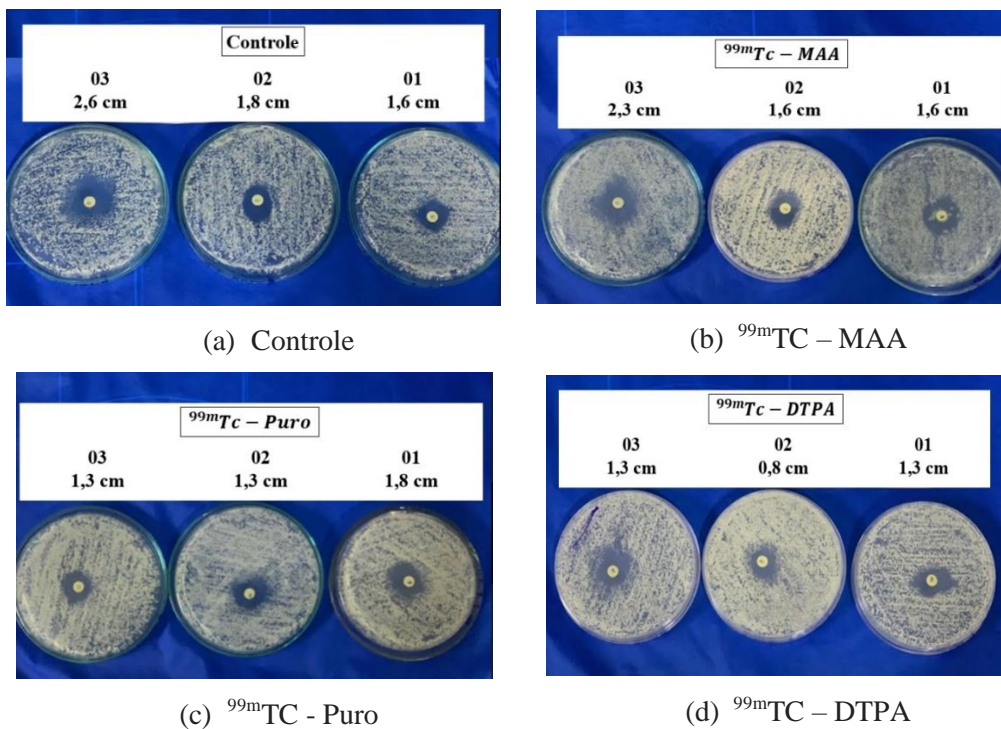 Controle
03 02 01
2,6 cm 1,8 cm 1,6 cm
(a) Controle
⁹⁹ᵐTc – MAA
03 02 01
2,3 cm 1,6 cm 1,6 cm
(b) ⁹⁹ᵐTC – MAA
⁹⁹ᵐTc – Puro
03 02 01
1,3 cm 1,3 cm 1,8 cm
(c) ⁹⁹ᵐTC - Puro
⁹⁹ᵐTc – DTPA
03 02 01
1,3 cm 0,8 cm 1,3 cm
(d) ⁹⁹ᵐTC – DTPA